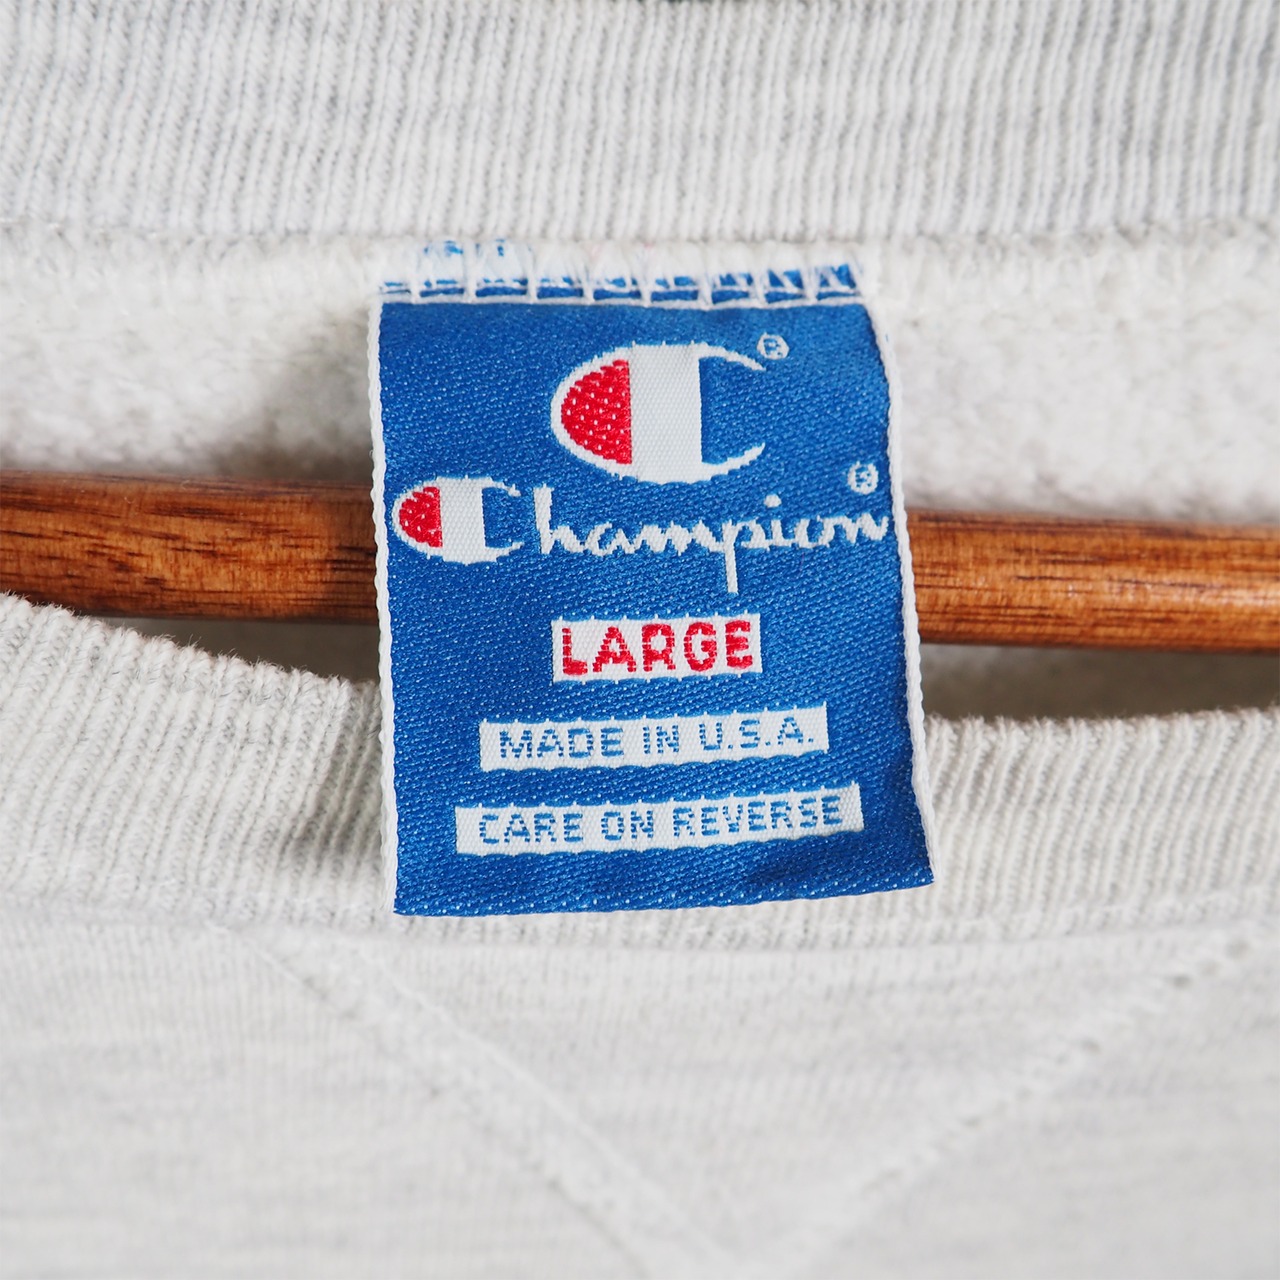 C®
Champion®
LARGE
MADE IN U.S.A.
CARE ON REVERSE